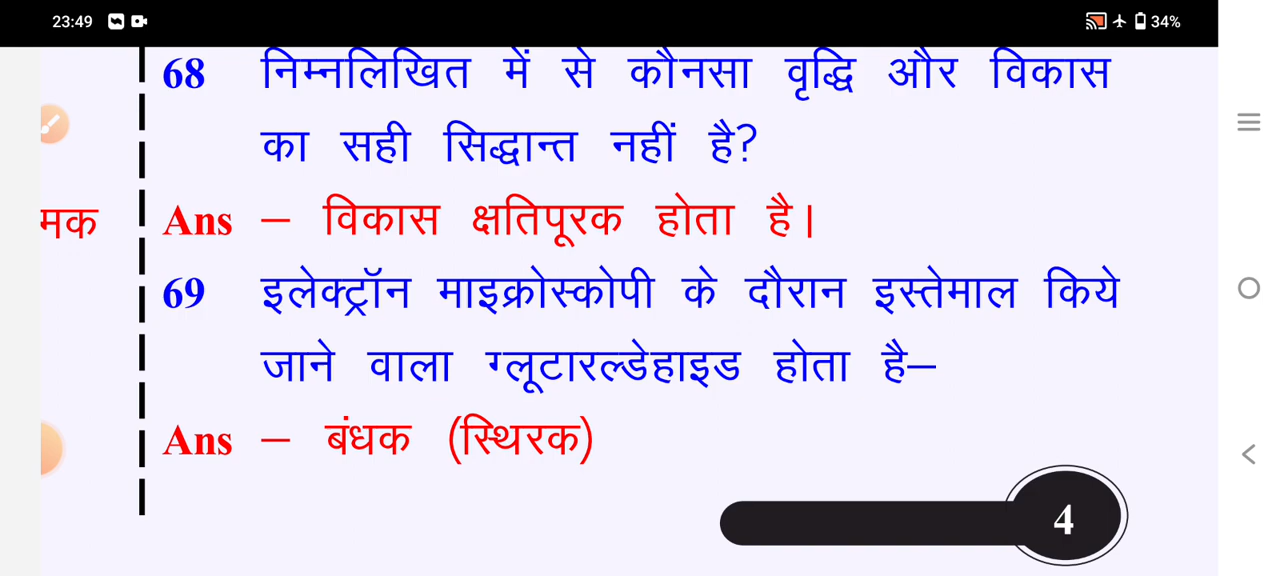 23:49 34%
68 निम्नलिखित में से कौनसा वृद्धि और विकास
का सही सिद्धान्त नहीं है?
मक
Ans – विकास क्षतिपूरक होता है।
69 इलेक्ट्रॉन माइक्रोस्कोपी के दौरान इस्तेमाल किये
जाने वाला ग्लूटारल्डेहाइड होता है–
Ans – बंधक (स्थिरक)
4